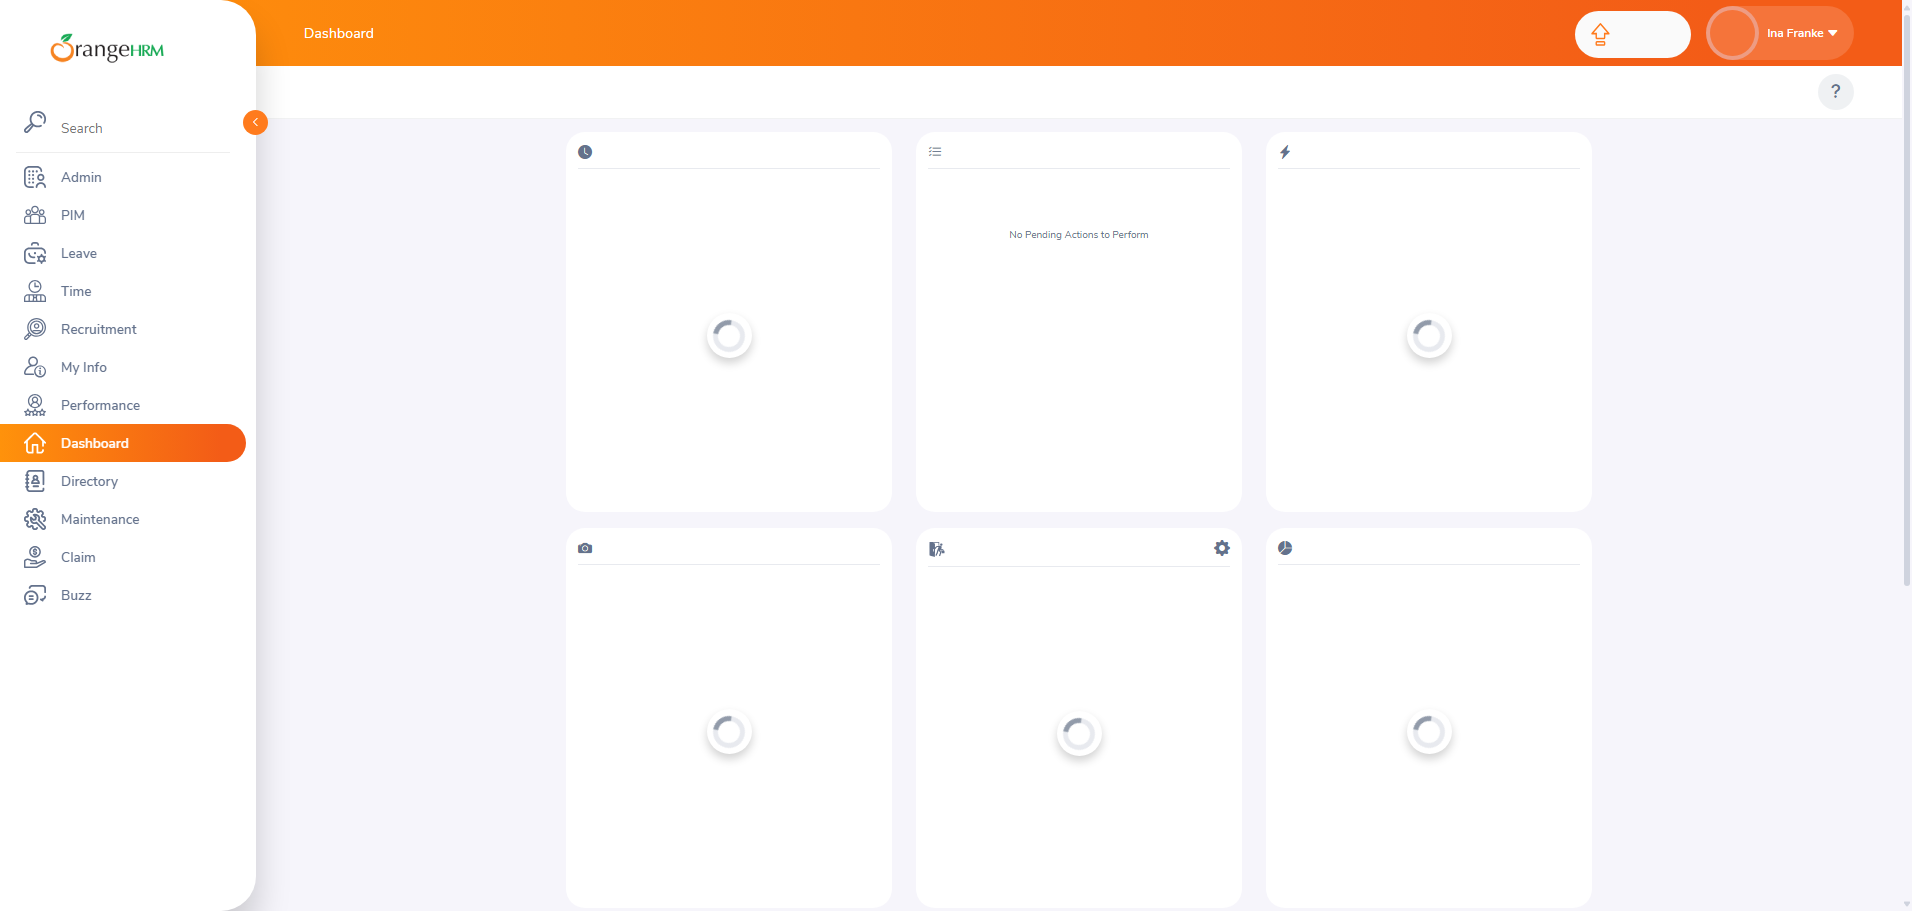 OrangeHRM
Dashboard
Ina Franke
?
Search
Admin
PIM
Leave
Time
Recruitment
My Info
Performance
Dashboard
Directory
Maintenance
Claim
Buzz
No Pending Actions to Perform